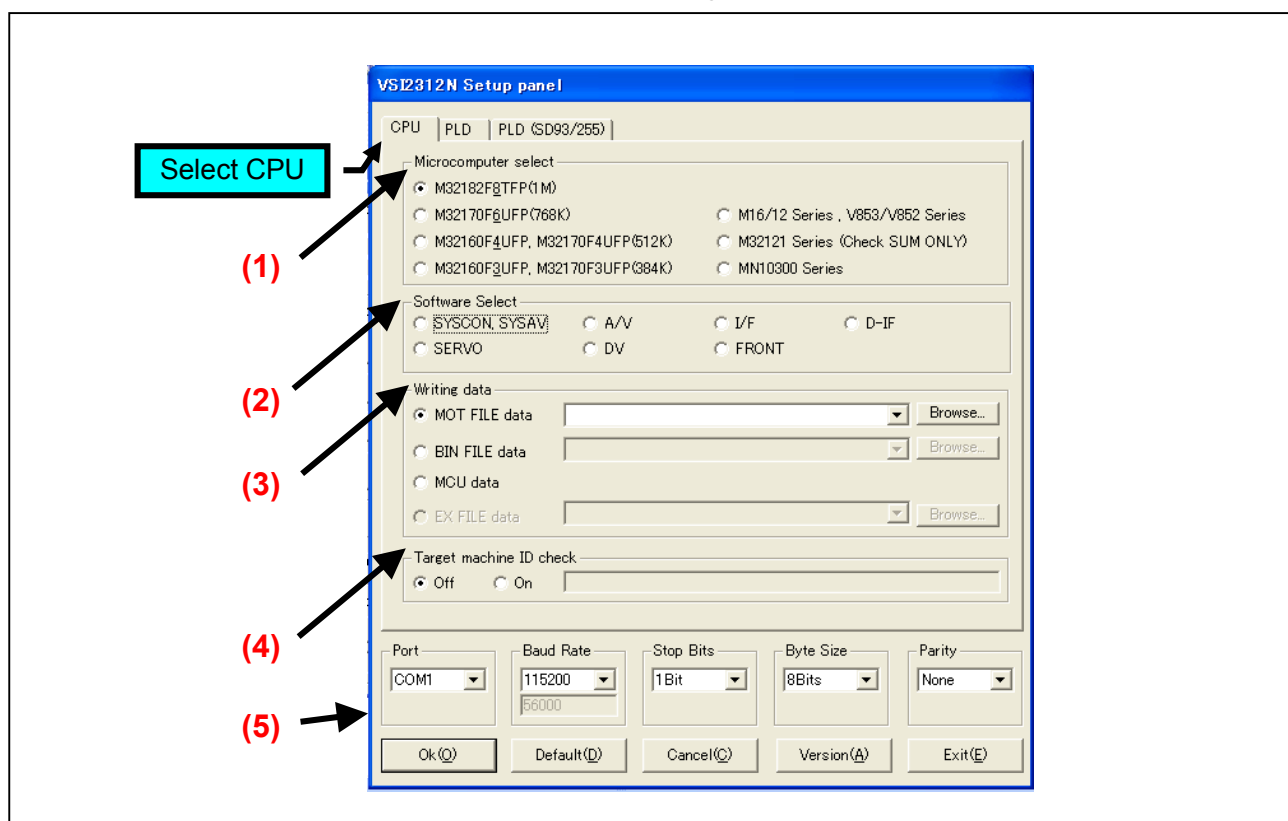 VSI2312N Setup panel
CPU PLD PLD (SD93/255)
Select CPU
Microcomputer select
M32182F8TFP(1M)
M32170F6UFP(768K) M16/12 Series , V853/V852 Series
M32160F4UFP, M32170F4UFP(512K) M32121 Series (Check SUM ONLY)
(1)
M32160F3UFP, M32170F3UFP(384K) MN10300 Series
Software Select
SYSCON, SYSAV A/V I/F D-IF
SERVO DV FRONT
(2)
Writing data
MOT FILE data Browse...
BIN FILE data Browse...
(3)
MCU data
EX FILE data Browse...
Target machine ID check
Off On
(4)
Port Baud Rate Stop Bits Byte Size Parity
COM1 115200 1Bit 8Bits None
56000
(5)
Ok(O) Default(D) Cancel(C) Version(A) Exit(E)